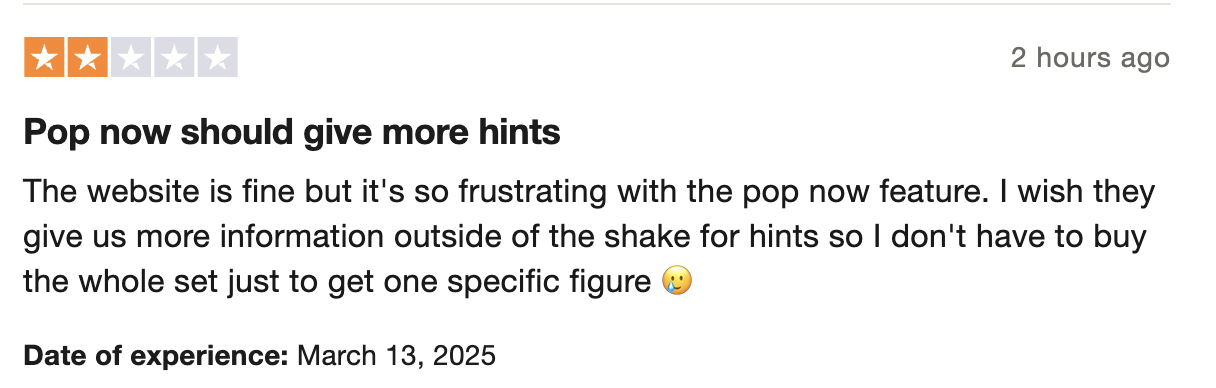 2 hours ago
Pop now should give more hints
The website is fine but it's so frustrating with the pop now feature. I wish they
give us more information outside of the shake for hints so I don't have to buy
the whole set just to get one specific figure 🥲
Date of experience: March 13, 2025